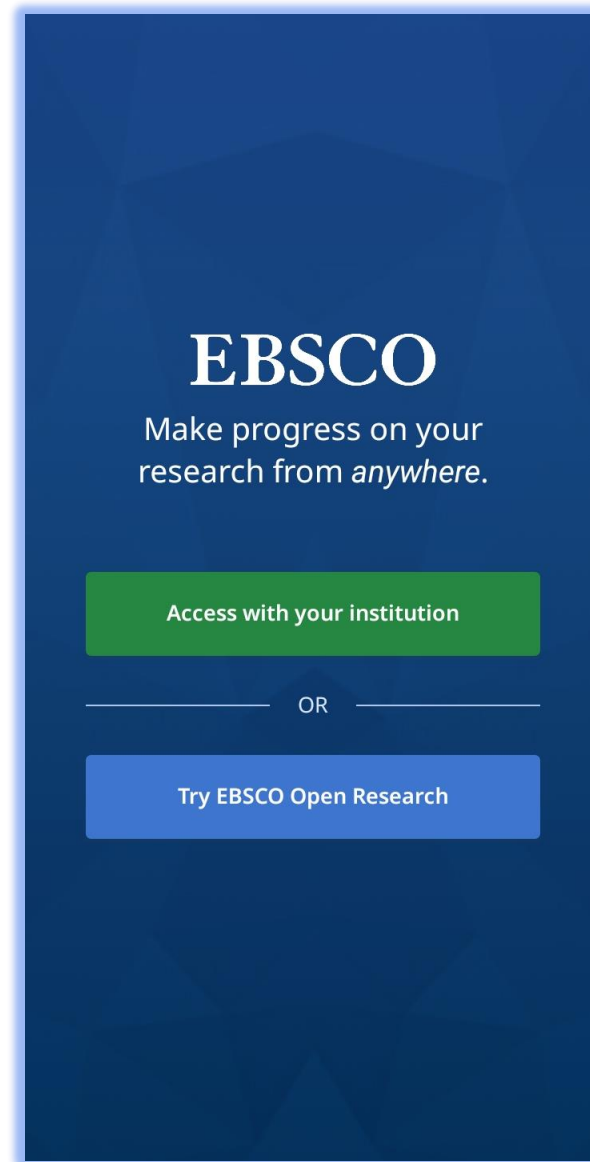 EBSCO
Make progress on your
research from anywhere.
Access with your institution
OR
Try EBSCO Open Research